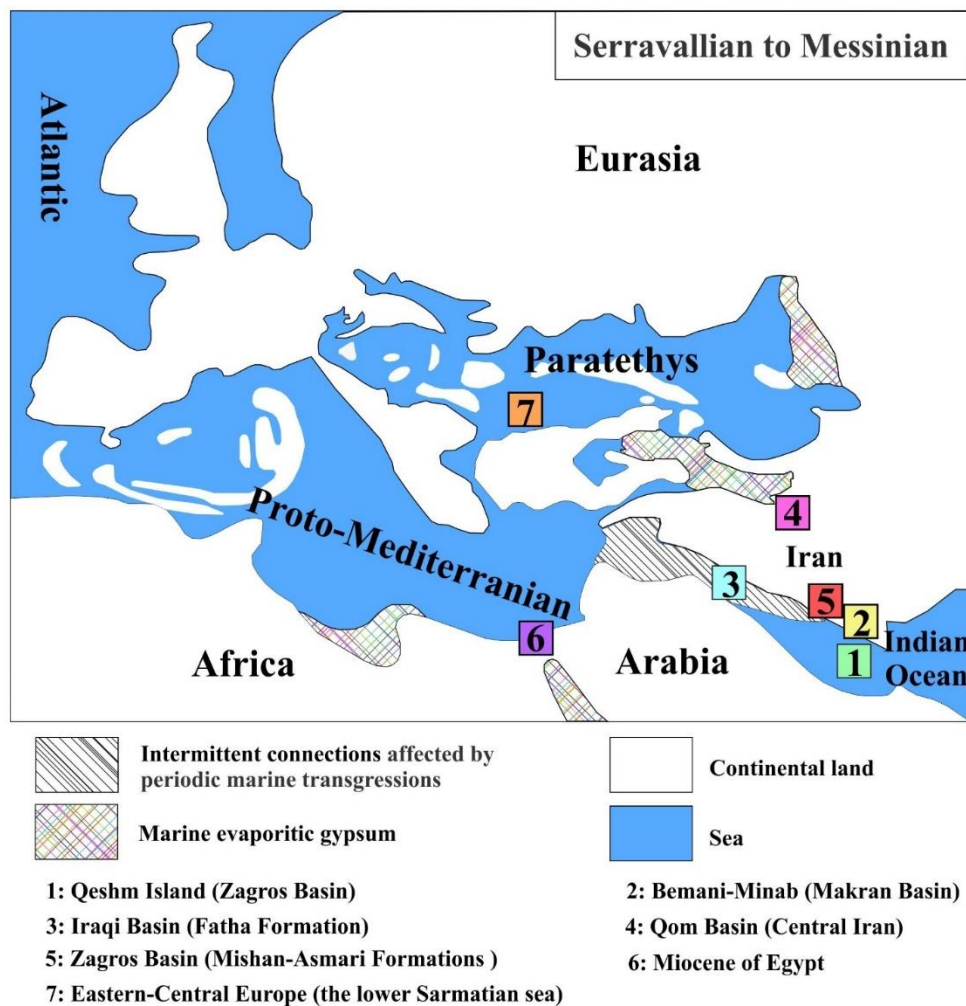 Serravallian to Messinian
Atlantic
Eurasia
Paratethys
7
4
Proto-Mediterranian
Iran
3
5
2
6
Indian
Ocean
1
Africa
Arabia
Intermittent connections affected by
periodic marine transgressions
Continental land
Marine evaporitic gypsum
Sea
1: Qeshm Island (Zagros Basin)
2: Bemani-Minab (Makran Basin)
3: Iraqi Basin (Fatha Formation)
4: Qom Basin (Central Iran)
5: Zagros Basin (Mishan-Asmari Formations )
6: Miocene of Egypt
7: Eastern-Central Europe (the lower Sarmatian sea)